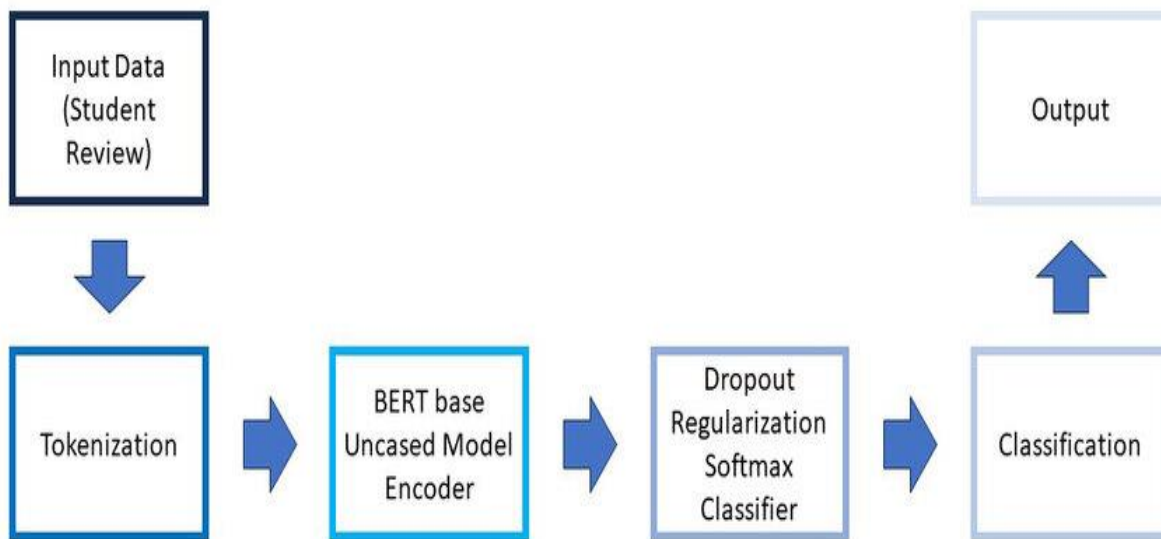 Input Data
(Student
Review)
Tokenization
BERT base
Uncased Model
Encoder
Dropout
Regularization
Softmax
Classifier
Classification
Output